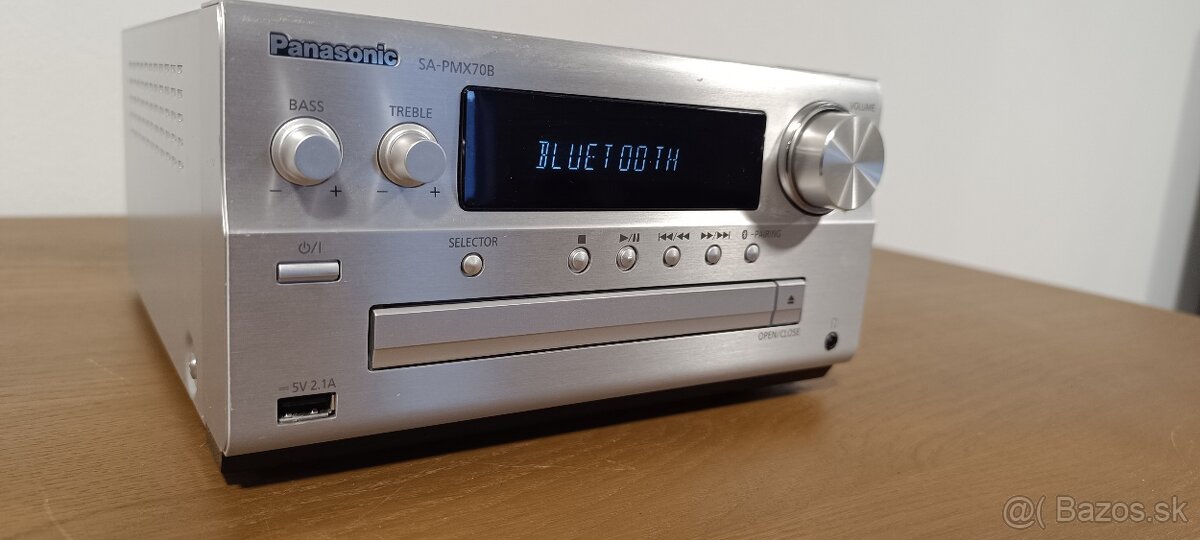 Panasonic
SA-PMX70B
BASS
TREBLE
VOLUME
BLUETOOTH
- +
- +
⏻/I
SELECTOR
■
▶/⏸
⏮/◀◀
▶▶/⏭
-PAIRING
⏏
OPEN/CLOSE
5V 2.1A
@( Bazos.sk